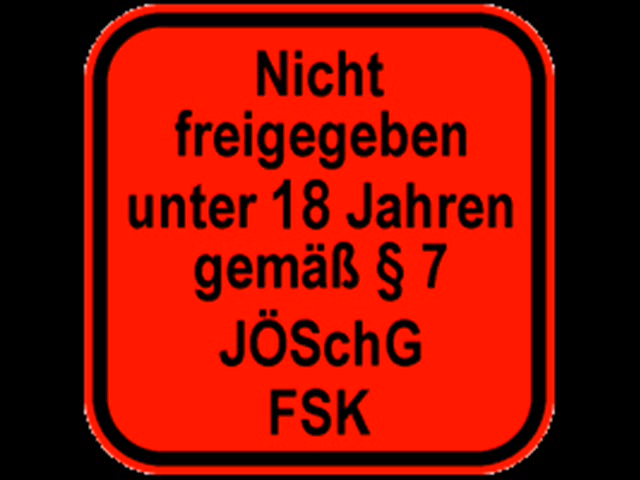 Nicht
freigegeben
unter 18 Jahren
gemäß § 7
JÖSchG
FSK